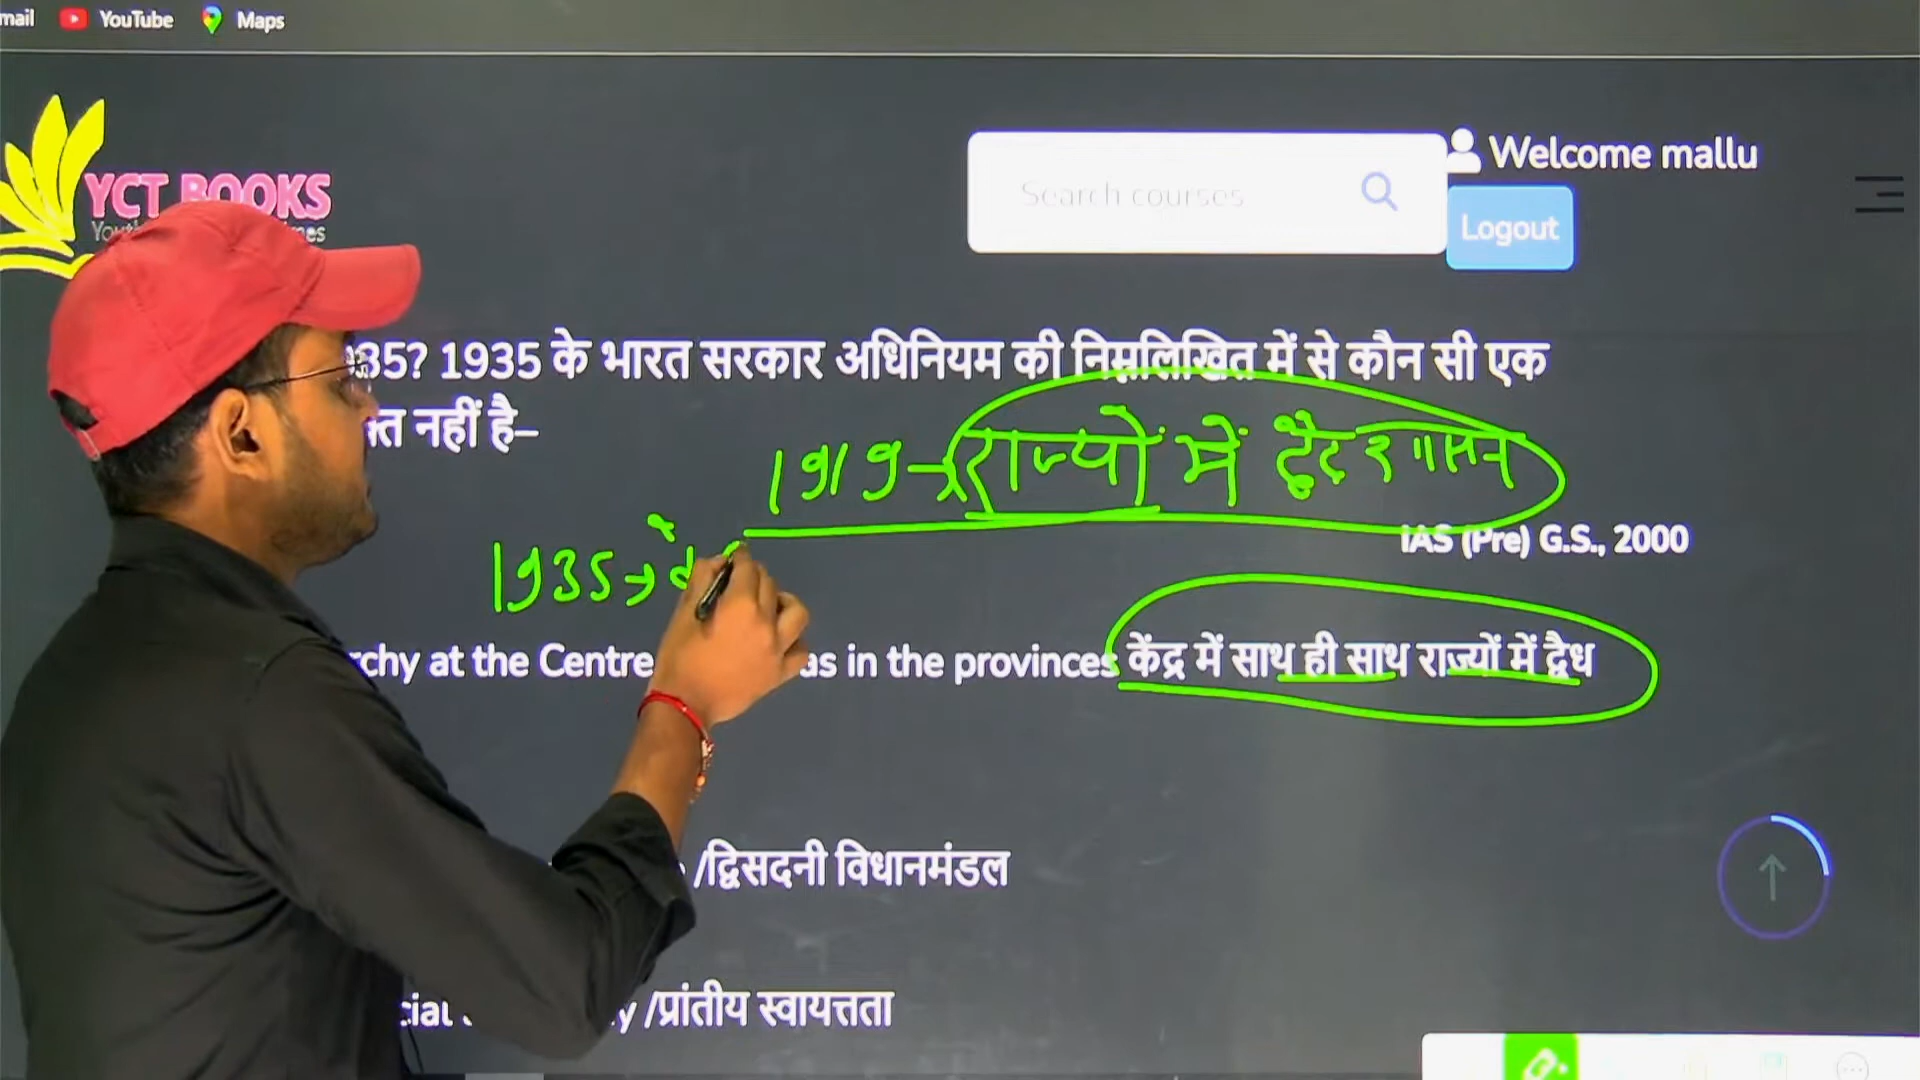 mail YouTube Maps
YCT BOOKS
Search courses
Welcome mallu
Logout
35? 1935 के भारत सरकार अधिनियम की निम्नलिखित में से कौन सी एक
नहीं है–
1919→ राज्यों में द्वैद शासन
IAS (Pre) G.S., 2000
1935→
at the Centre as in the provinces केंद्र में साथ ही साथ राज्यों में द्वैध
/द्विसदनी विधानमंडल
/प्रांतीय स्वायत्तता